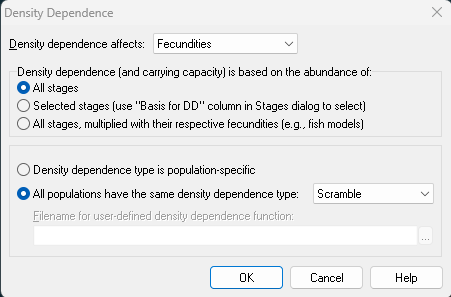 Density Dependence
Density dependence affects: Fecundities
Density dependence (and carrying capacity) is based on the abundance of:
All stages
Selected stages (use "Basis for DD" column in Stages dialog to select)
All stages, multiplied with their respective fecundities (e.g., fish models)
Density dependence type is population-specific
All populations have the same density dependence type: Scramble
Filename for user-defined density dependence function:
...
OK Cancel Help